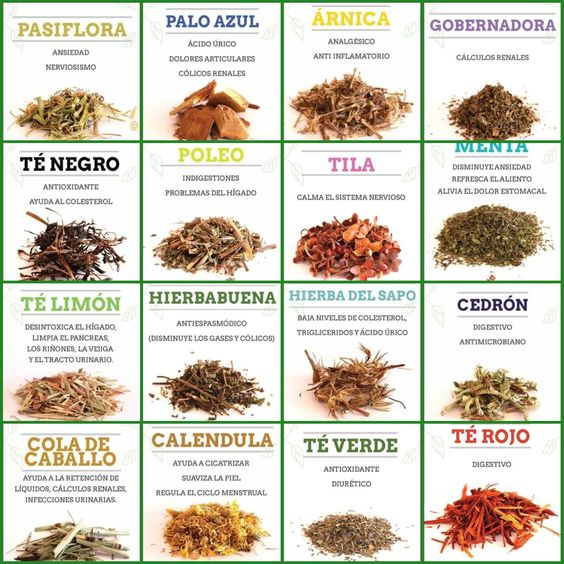 PASIFLORA
ANSIEDAD
NERVIOSISMO
PALO AZUL
ÁCIDO ÚRICO
DOLORES ARTICULARES
CÓLICOS RENALES
ÁRNICA
ANALGÉSICO
ANTI INFLAMATORIO
GOBERNADORA
CÁLCULOS RENALES
TÉ NEGRO
ANTIOXIDANTE
AYUDA AL COLESTEROL
POLEO
INDIGESTIONES
PROBLEMAS DEL HÍGADO
TILA
CALMA EL SISTEMA NERVIOSO
MENTA
DISMINUYE ANSIEDAD
REFRESCA EL ALIENTO
ALIVIA EL DOLOR ESTOMACAL
TÉ LIMÓN
DESINTOXICA EL HÍGADO,
LIMPIA EL PANCREAS,
LOS RIÑONES, LA VEJIGA
Y EL TRACTO URINARIO.
HIERBABUENA
ANTIESPASMÓDICO
(DISMINUYE LOS GASES Y CÓLICOS)
HIERBA DEL SAPO
BAJA NIVELES DE COLESTEROL,
TRIGLICERIDOS Y ÁCIDO ÚRICO
CEDRÓN
DIGESTIVO
ANTIMICROBIANO
COLA DE
CABALLO
AYUDA A LA RETENCIÓN DE
LÍQUIDOS, CÁLCULOS RENALES,
INFECCIONES URINARIAS.
CALENDULA
AYUDA A CICATRIZAR
SUAVIZA LA PIEL
REGULA EL CICLO MENSTRUAL
TÉ VERDE
ANTIOXIDANTE
DIURÉTICO
TÉ ROJO
DIGESTIVO